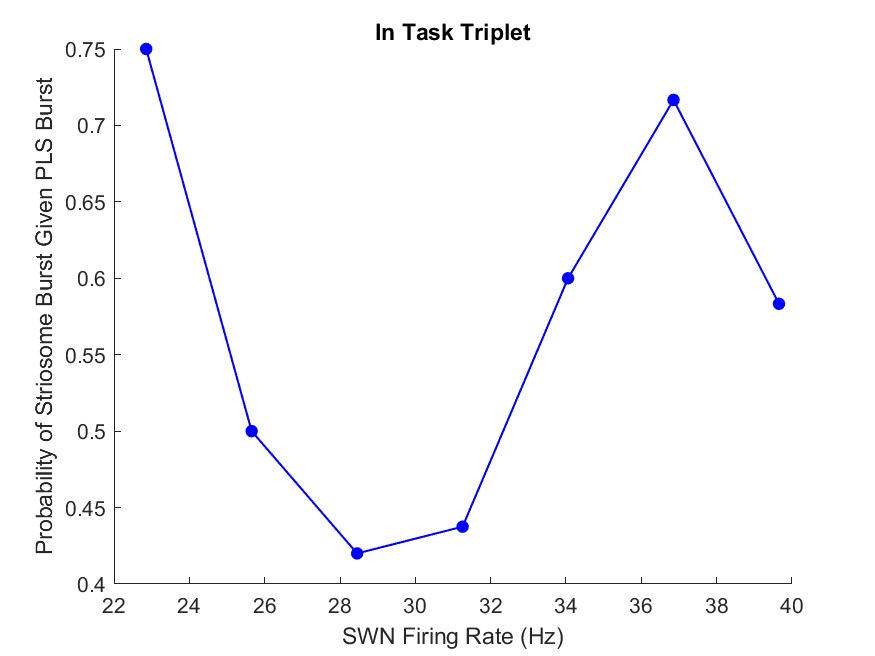 In Task Triplet
Probability of Striosome Burst Given PLS Burst
0.75
0.7
0.65
0.6
0.55
0.5
0.45
0.4
22 24 26 28 30 32 34 36 38 40
SWN Firing Rate (Hz)